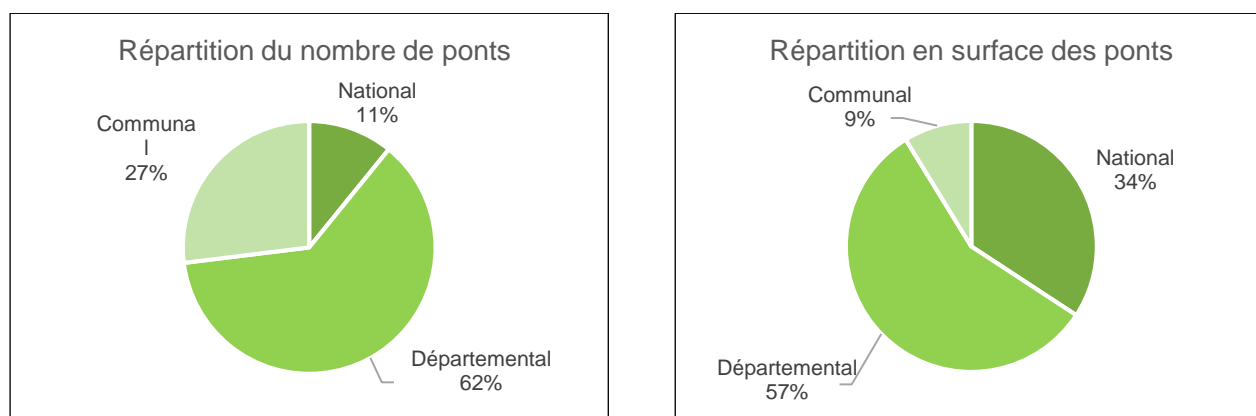 Répartition du nombre de ponts
National
11%
Communa
l
27%
Départemental
62%
Répartition en surface des ponts
Communal
9%
National
34%
Départemental
57%